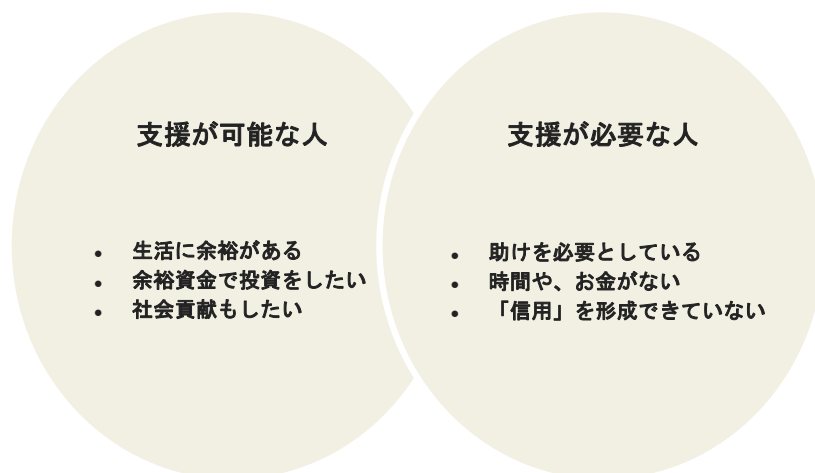 支援が可能な人
• 生活に余裕がある
• 余裕資金で投資をしたい
• 社会貢献もしたい
支援が必要な人
• 助けを必要としている
• 時間や、お金がない
• 「信用」を形成できていない